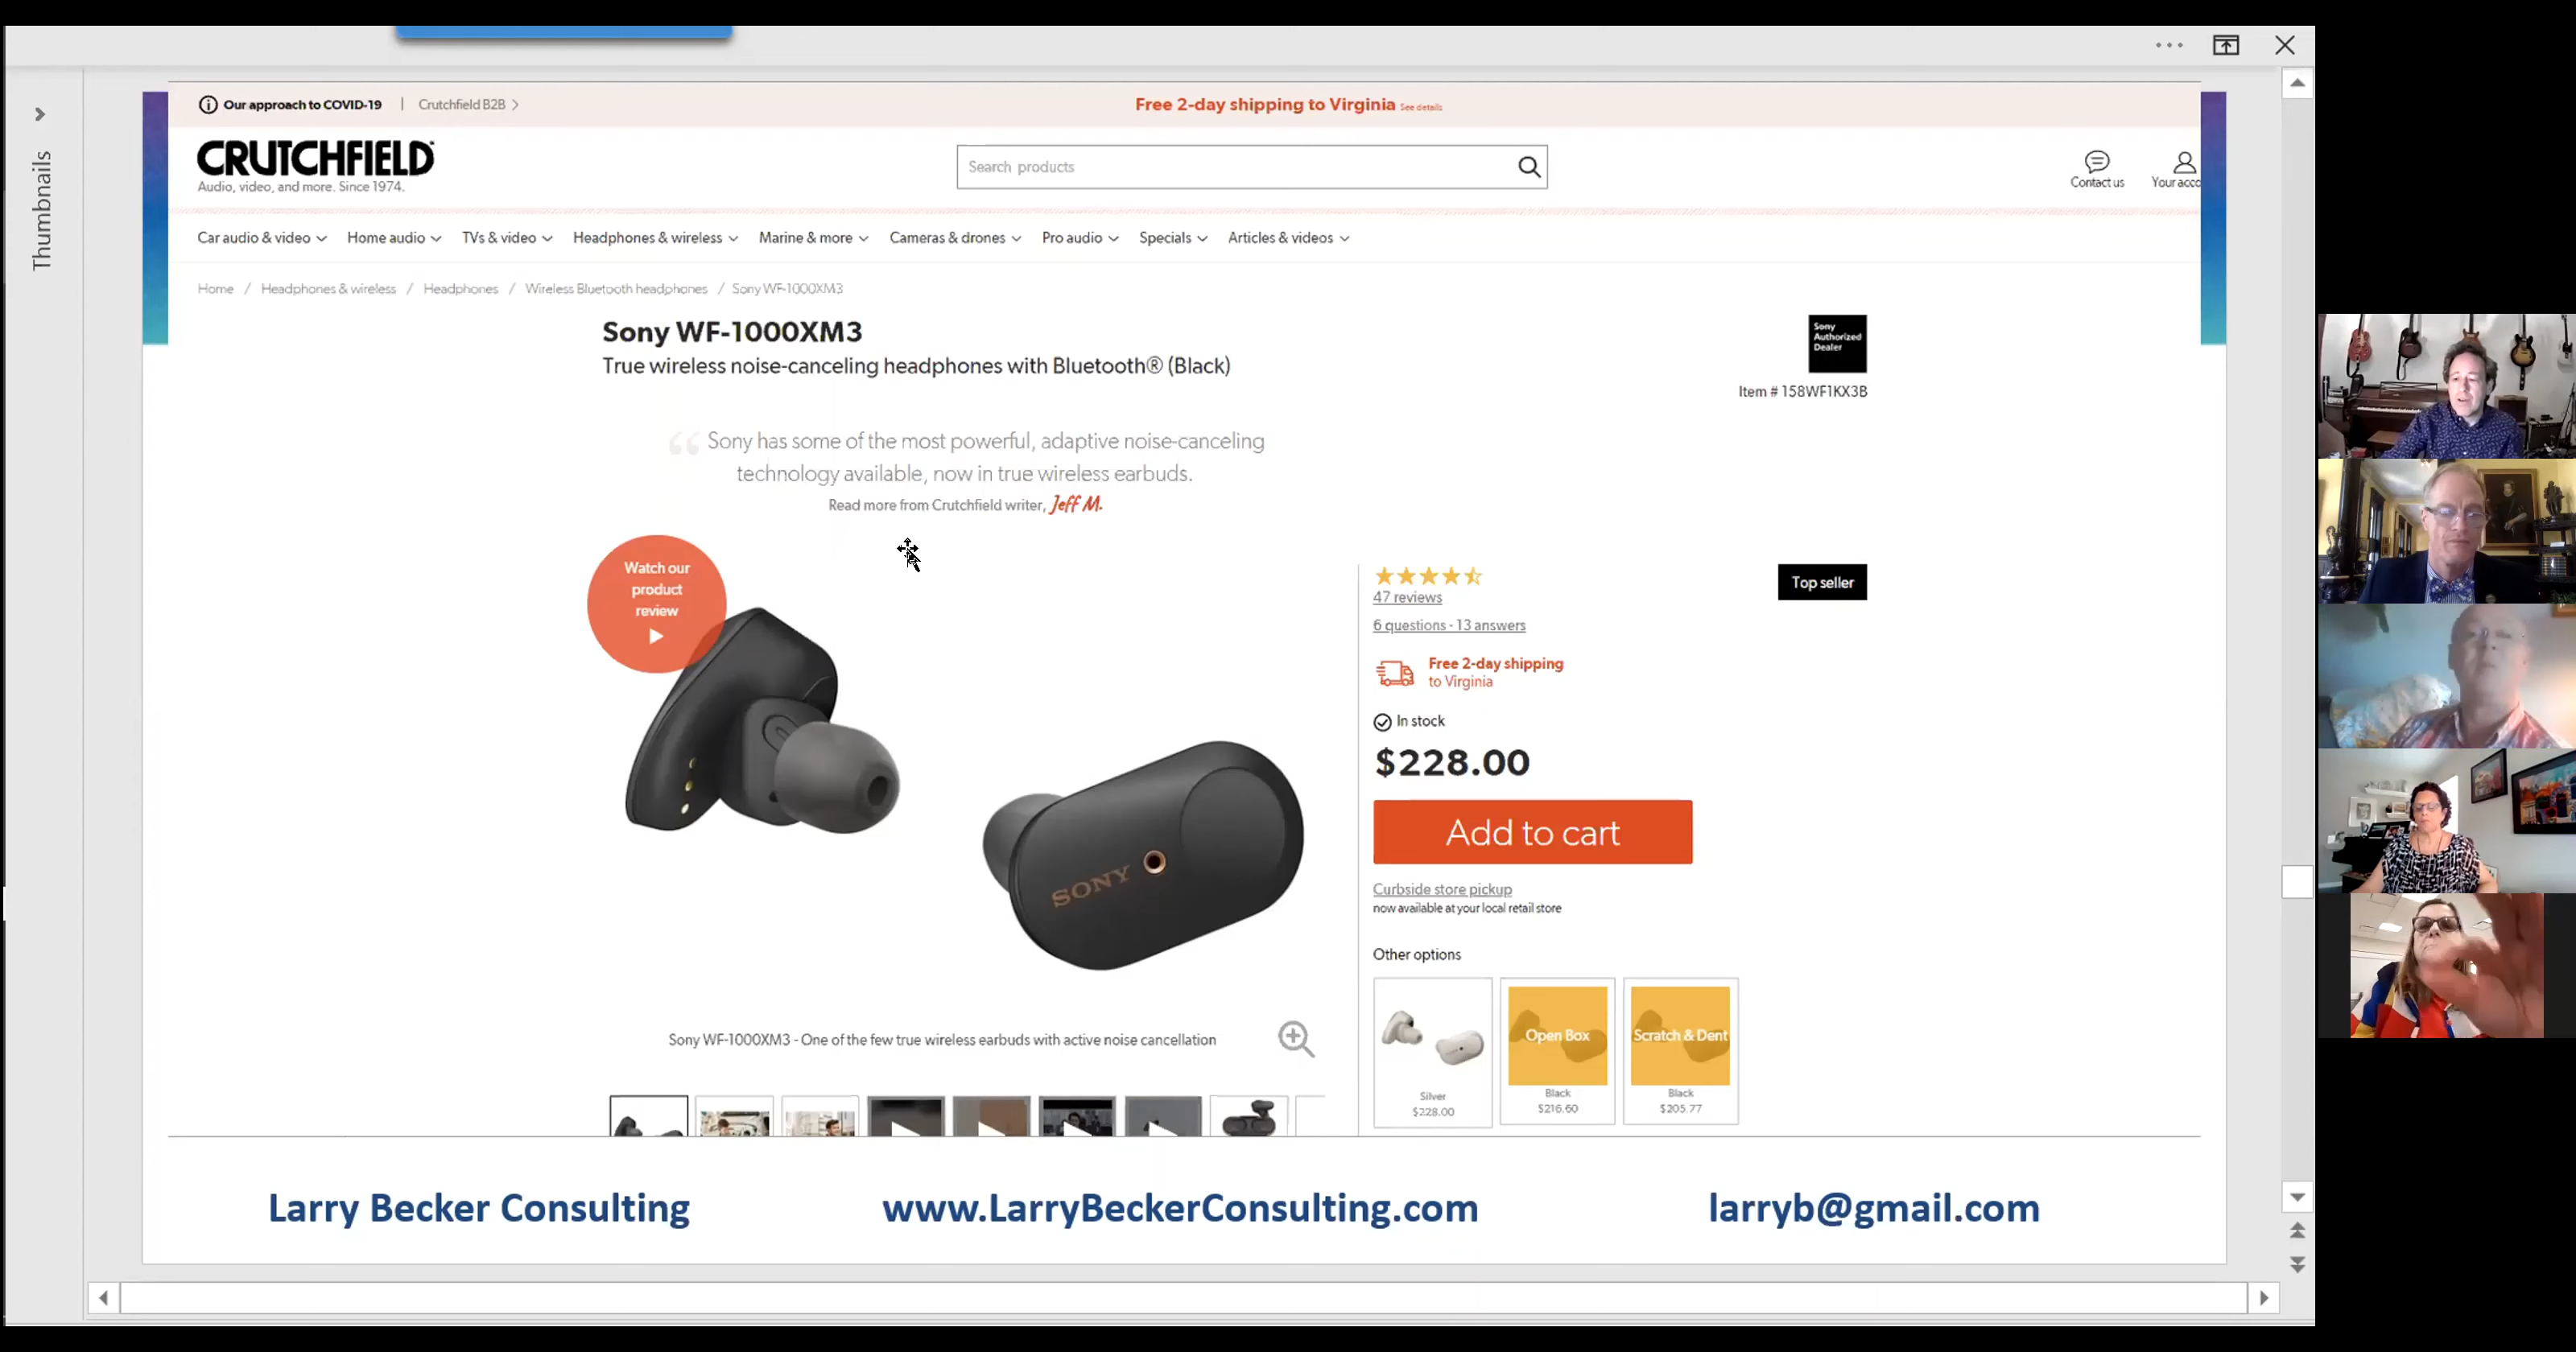 Thumbnails
Our approach to COVID-19 | Crutchfield B2B >
Free 2-day shipping to Virginia See details
CRUTCHFIELD
Audio, video, and more. Since 1974.
Search products
Contact us
Your acco
Car audio & video
Home audio
TVs & video
Headphones & wireless
Marine & more
Cameras & drones
Pro audio
Specials
Articles & videos
Home / Headphones & wireless / Headphones / Wireless Bluetooth headphones / Sony WF-1000XM3
Sony WF-1000XM3
True wireless noise-canceling headphones with Bluetooth® (Black)
Sony
Authorized
Dealer
Item # 158WF1KX3B
“ Sony has some of the most powerful, adaptive noise-canceling
technology available, now in true wireless earbuds.
Read more from Crutchfield writer, Jeff M.
Watch our
product
review
SONY
Sony WF-1000XM3 - One of the few true wireless earbuds with active noise cancellation
47 reviews
Top seller
6 questions - 13 answers
Free 2-day shipping
to Virginia
In stock
$228.00
Add to cart
Curbside store pickup
now available at your local retail store
Other options
Silver
$228.00
Open Box
Black
$216.60
Scratch & Dent
Black
$205.77
Larry Becker Consulting
www.LarryBeckerConsulting.com
larryb@gmail.com